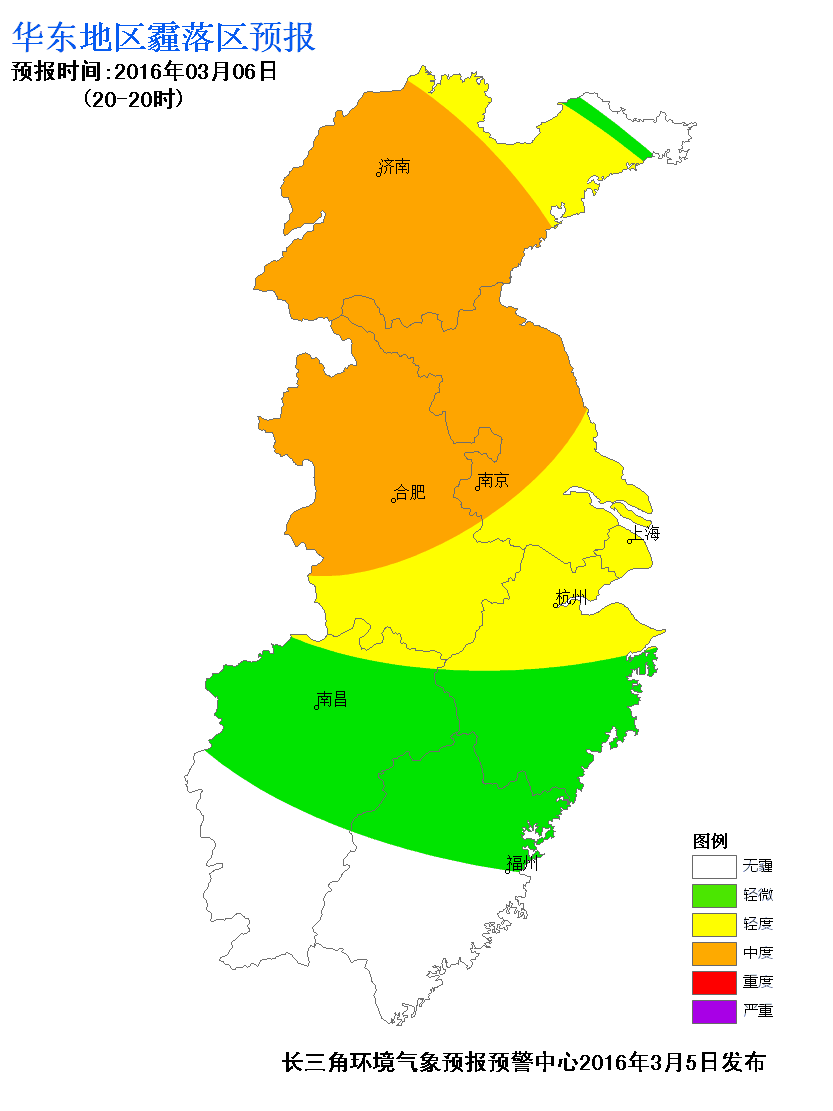 华东地区霾落区预报
预报时间:2016年03月06日
(20-20时)
济南
南京
合肥
上海
杭州
南昌
福州
图例
无霾
轻微
轻度
中度
重度
严重
长三角环境气象预报预警中心2016年3月5日发布